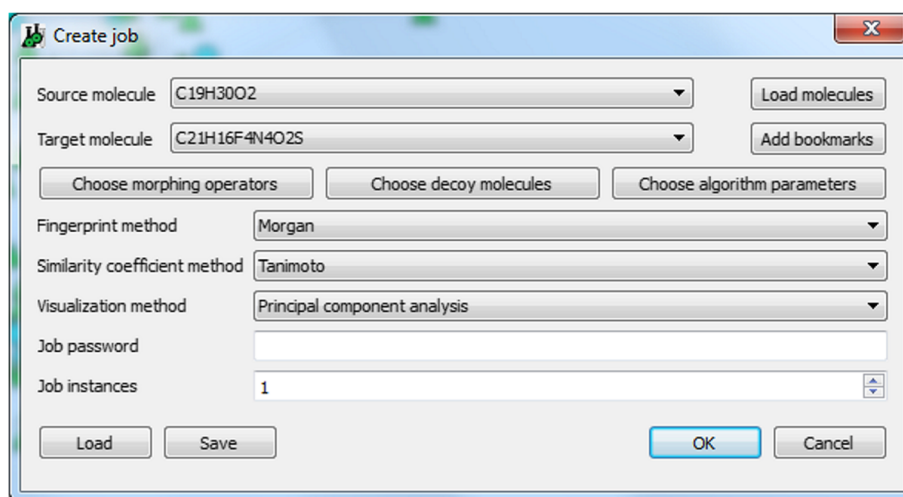 Create job
Source molecule C19H30O2 Load molecules
Target molecule C21H16F4N4O2S Add bookmarks
Choose morphing operators Choose decoy molecules Choose algorithm parameters
Fingerprint method Morgan
Similarity coefficient method Tanimoto
Visualization method Principal component analysis
Job password
Job instances 1
Load Save OK Cancel